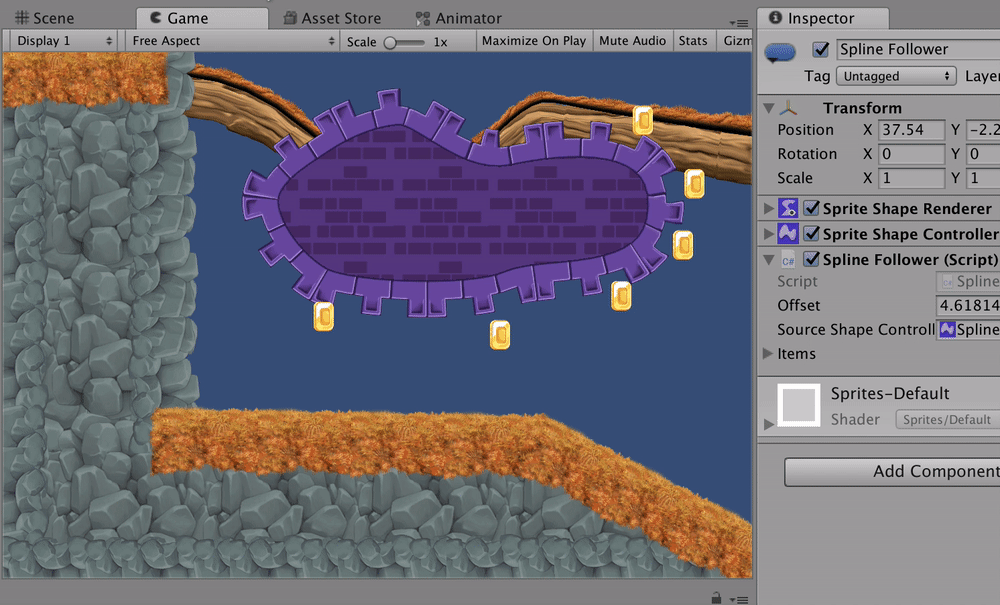 Scene Game Asset Store Animator
Display 1 Free Aspect Scale 1x Maximize On Play Mute Audio Stats Gizm
Inspector
Spline Follower
Tag Untagged Layer
Transform
Position X 37.54 Y -2.2
Rotation X 0 Y 0
Scale X 1 Y 1
Sprite Shape Renderer
Sprite Shape Controller
C# Spline Follower (Script)
Script Spline
Offset 4.61814
Source Shape Controll Spline
Items
Sprites-Default
Shader Sprites/Default
Add Component